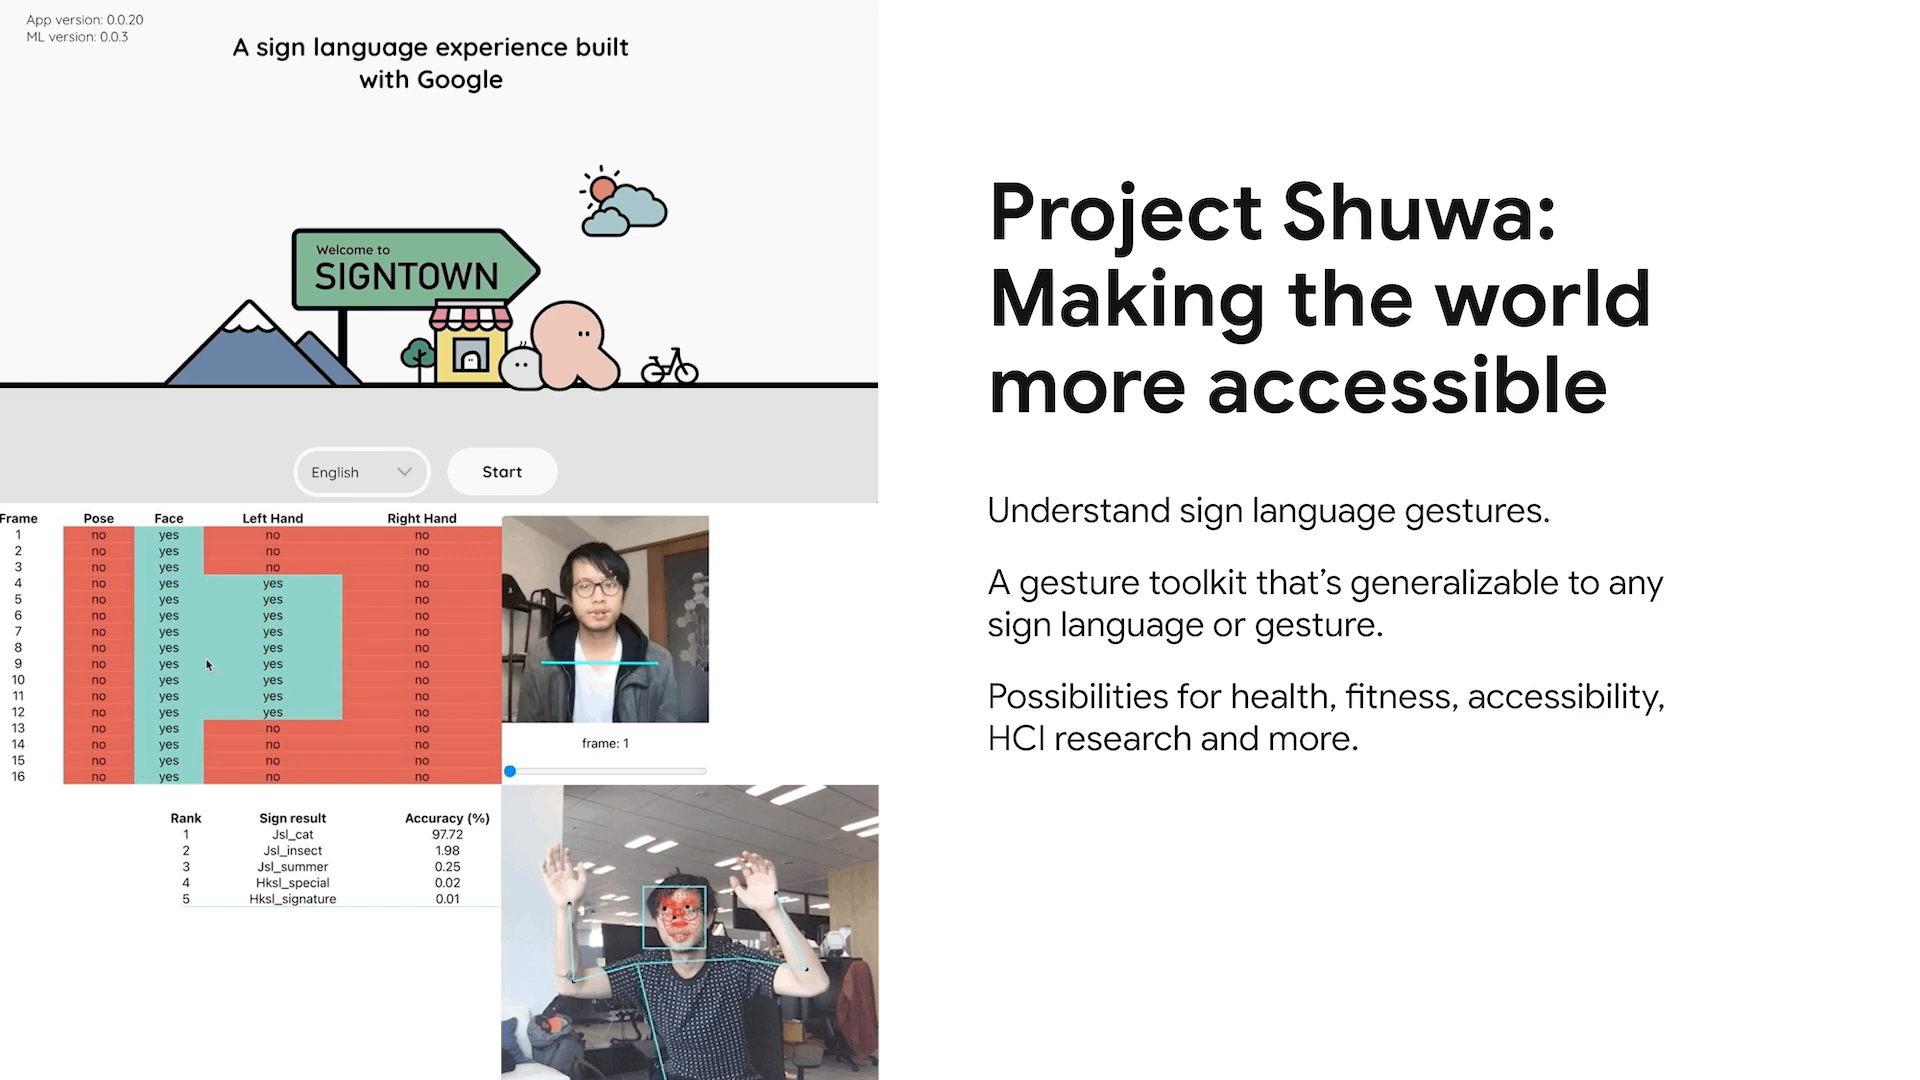 App version: 0.0.20
ML version: 0.0.3
A sign language experience built
with Google
Welcome to
SIGNTOWN
English
Start
Frame Pose Face Left Hand Right Hand
1 no yes no no
2 no yes no no
3 no yes no no
4 no yes yes no
5 no yes yes no
6 no yes yes no
7 no yes yes no
8 no yes yes no
9 no yes yes no
10 no yes yes no
11 no yes yes no
12 no yes yes no
13 no yes no no
14 no yes no no
15 no yes no no
16 no yes no no
frame: 1
Rank Sign result Accuracy (%)
1 Jsl_cat 97.72
2 Jsl_insect 1.98
3 Jsl_summer 0.25
4 Hksl_special 0.02
5 Hksl_signature 0.01
Project Shuwa:
Making the world
more accessible
Understand sign language gestures.
A gesture toolkit that’s generalizable to any
sign language or gesture.
Possibilities for health, fitness, accessibility,
HCI research and more.